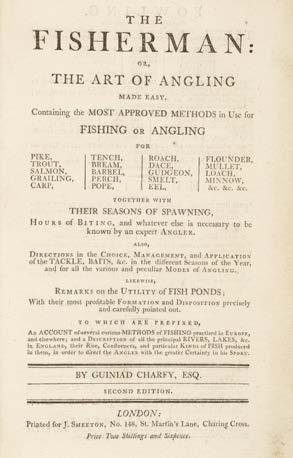 THE
FISHERMAN:
OR,
THE ART OF ANGLING
MADE EASY.
Containing the MOST APPROVED METHODS in Use for
FISHING OR ANGLING
FOR
PIKE, TENCH, ROACH, FLOUNDER,
TROUT, BREAM, DACE, MULLET,
SALMON, BARBEL, GUDGEON, LOACH,
GRAILING, PERCH, SMELT, MINNOW,
CARP, POPE, EEL, &c. &c. &c.
TOGETHER WITH
THEIR SEASONS OF SPAWNING,
HOURS of BITING, and whatever else is necessary to be
known by an expert ANGLER.
ALSO,
DIRECTIONS in the CHOICE, MANAGEMENT, and APPLICATION
of the TACKLE, BAITS, &c. in the different Seasons of the Year,
and for all the various and peculiar MODES of ANGLING.
LIKEWISE,
REMARKS on the UTILITY of FISH PONDS;
With their most profitable FORMATION and DISPOSITION precisely
and carefully pointed out.
TO WHICH ARE PREFIXED,
An ACCOUNT of several curious METHODS of FISHING practised in EUROPE,
and elsewhere; and a DESCRIPTION of all the principal RIVERS, LAKES, &c.
in ENGLAND, their Rise, Confluences, and particular KINDS of FISH produced
in them, in order to direct the ANGLER with the greater Certainty in his SPORT.
BY GUINIAD CHARFY, ESQ.
SECOND EDITION.
LONDON:
Printed for J. SMEETON, No. 148, St. Martin's Lane, Charing Cross.
Price Two Shillings and Sixpence.